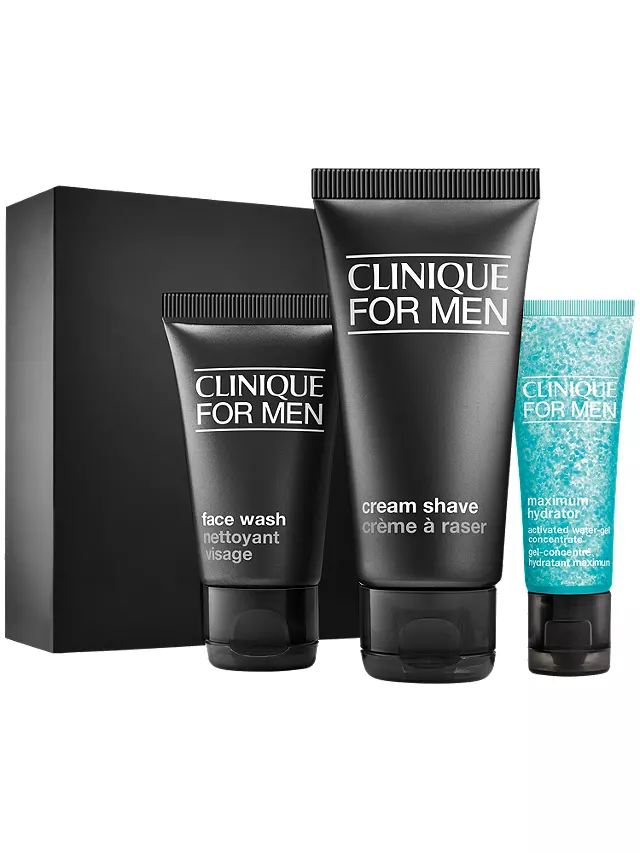 CLINIQUE
FOR MEN
face wash
nettoyant
visage
CLINIQUE
FOR MEN
cream shave
crème à raser
CLINIQUE
FOR MEN
maximum
hydrator
activated water-gel
concentrate
gel-concentré
hydratant maximum